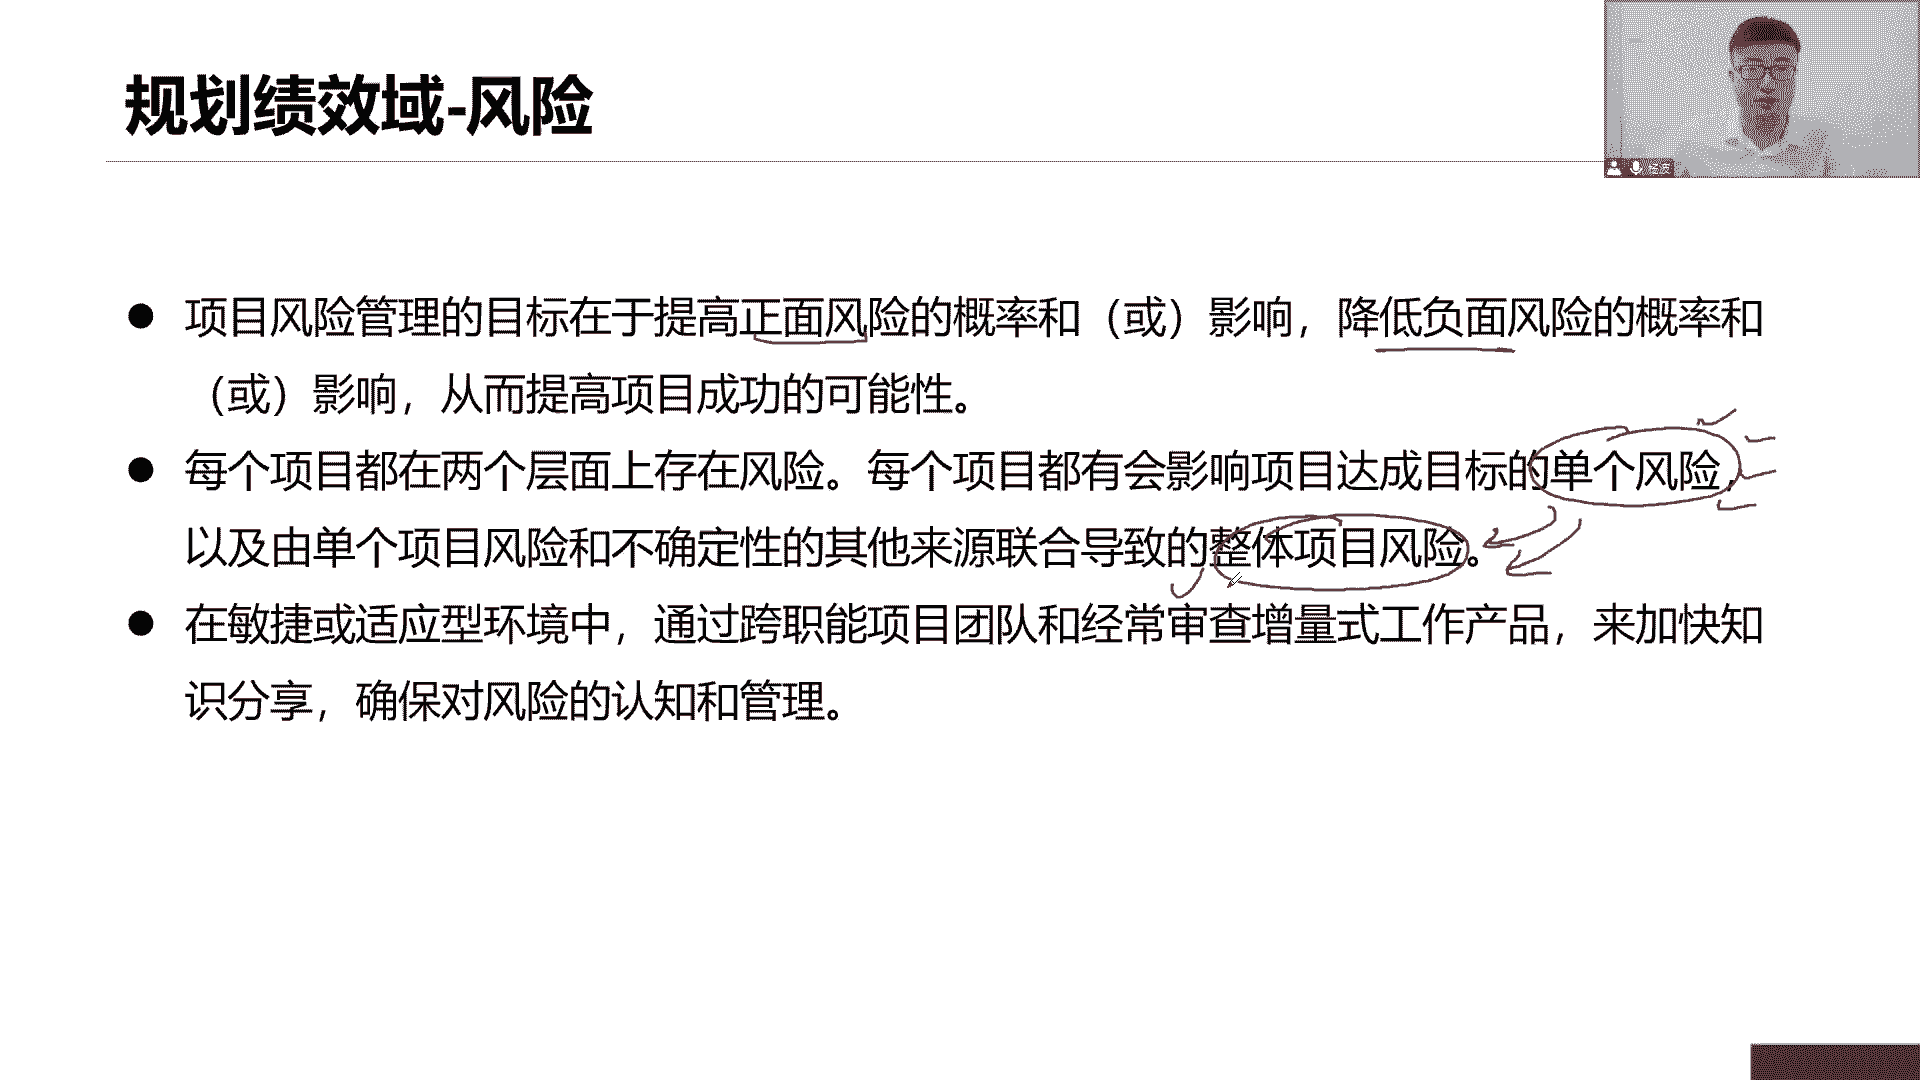 规划绩效域-风险
项目风险管理的目标在于提高正面风险的概率和（或）影响，降低负面风险的概率和
（或）影响，从而提高项目成功的可能性。
每个项目都在两个层面上存在风险。每个项目都有会影响项目达成目标的单个风险，
以及由单个项目风险和不确定性的其他来源联合导致的整体项目风险。
在敏捷或适应型环境中，通过跨职能项目团队和经常审查增量式工作产品，来加快知
识分享，确保对风险的认知和管理。